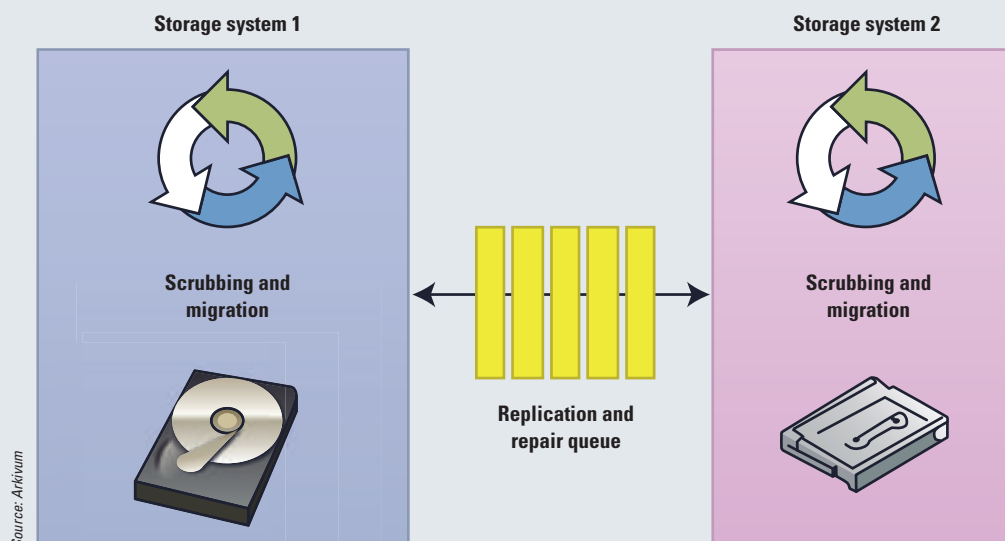 Storage system 1
Storage system 2
Scrubbing and
migration
Replication and
repair queue
Scrubbing and
migration
Source: Arkivum